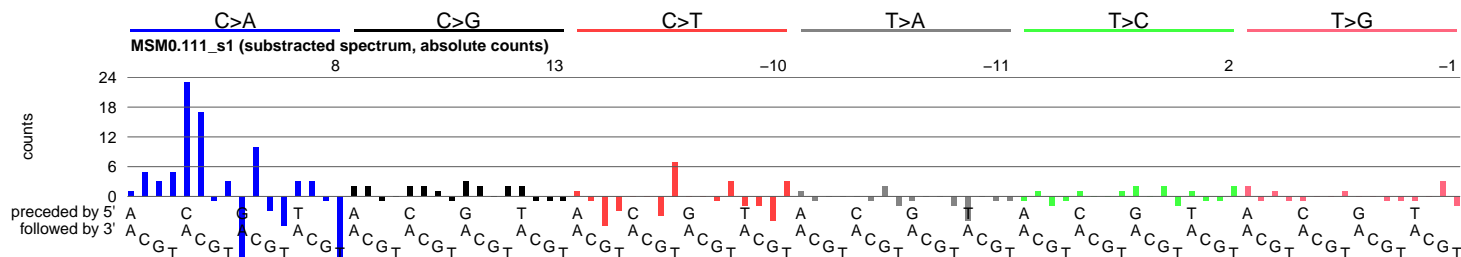 C>A C>G C>T T>A T>C T>G
MSM0.111_s1 (substracted spectrum, absolute counts)
8 13 −10 −11 2 −1
24
18
12
6
0
counts
preceded by 5' A C G T A C G T A C G T A C G T A C G T A C G T
followed by 3' A C G T A C G T A C G T A C G T A C G T A C G T A C G T A C G T A C G T A C G T A C G T A C G T A C G T A C G T A C G T A C G T A C G T A C G T A C G T A C G T A C G T A C G T A C G T A C G T